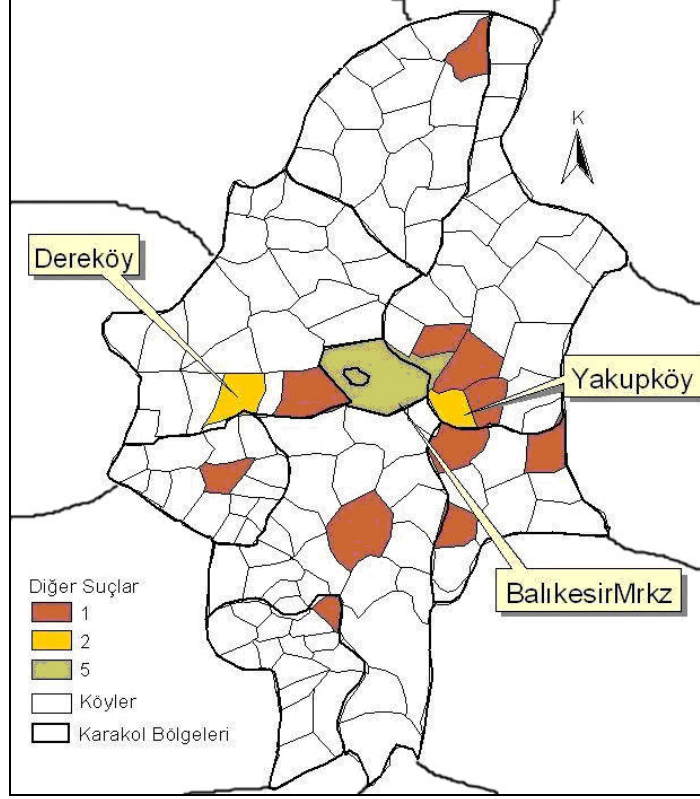 K
Dereköy
Yakupköy
BalıkesirMrkz
Diğer Suçlar
1
2
5
Köyler
Karakol Bölgeleri